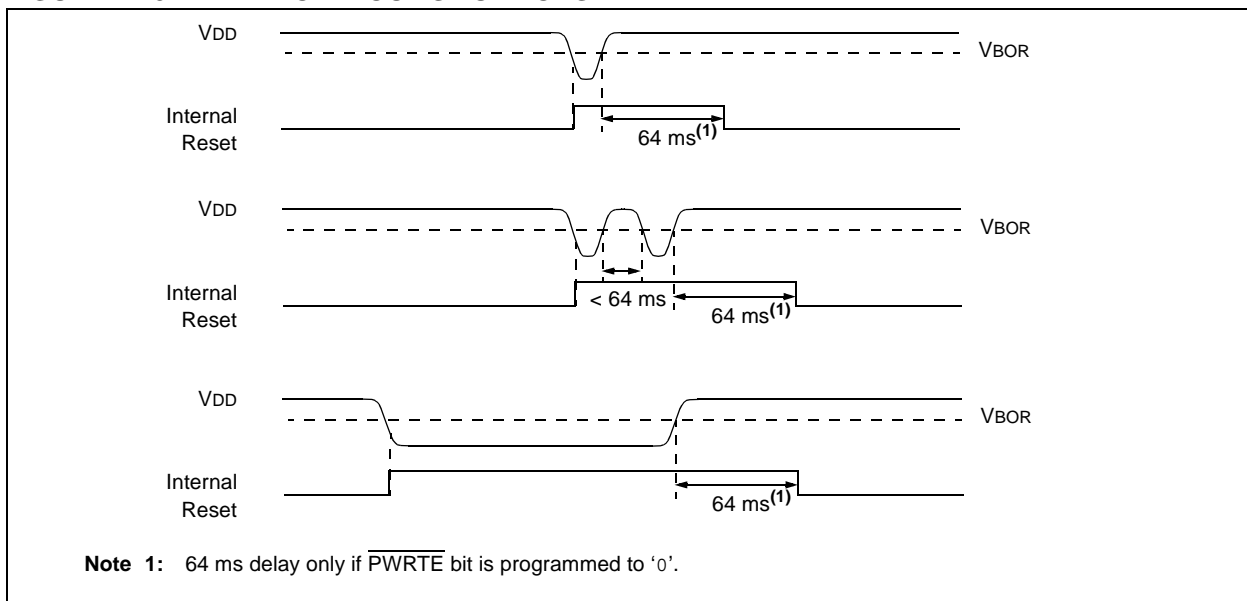 VDD
VBOR
Internal
Reset
64 ms(1)
VDD
VBOR
Internal
Reset
< 64 ms
64 ms(1)
VDD
VBOR
Internal
Reset
64 ms(1)
Note 1: 64 ms delay only if PWRTE bit is programmed to ‘0’.